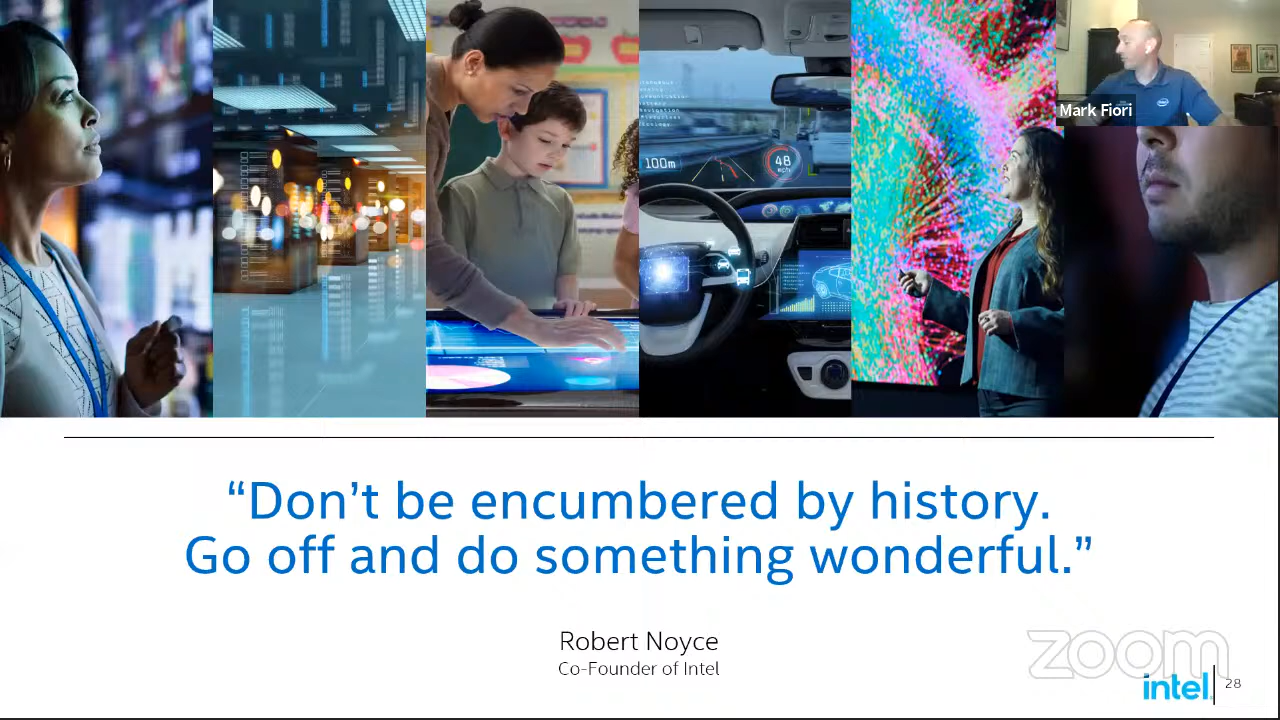 Mark Fiori
100m
48
MPH
“Don’t be encumbered by history.
Go off and do something wonderful.”
Robert Noyce
Co-Founder of Intel
zoom
intel.
28